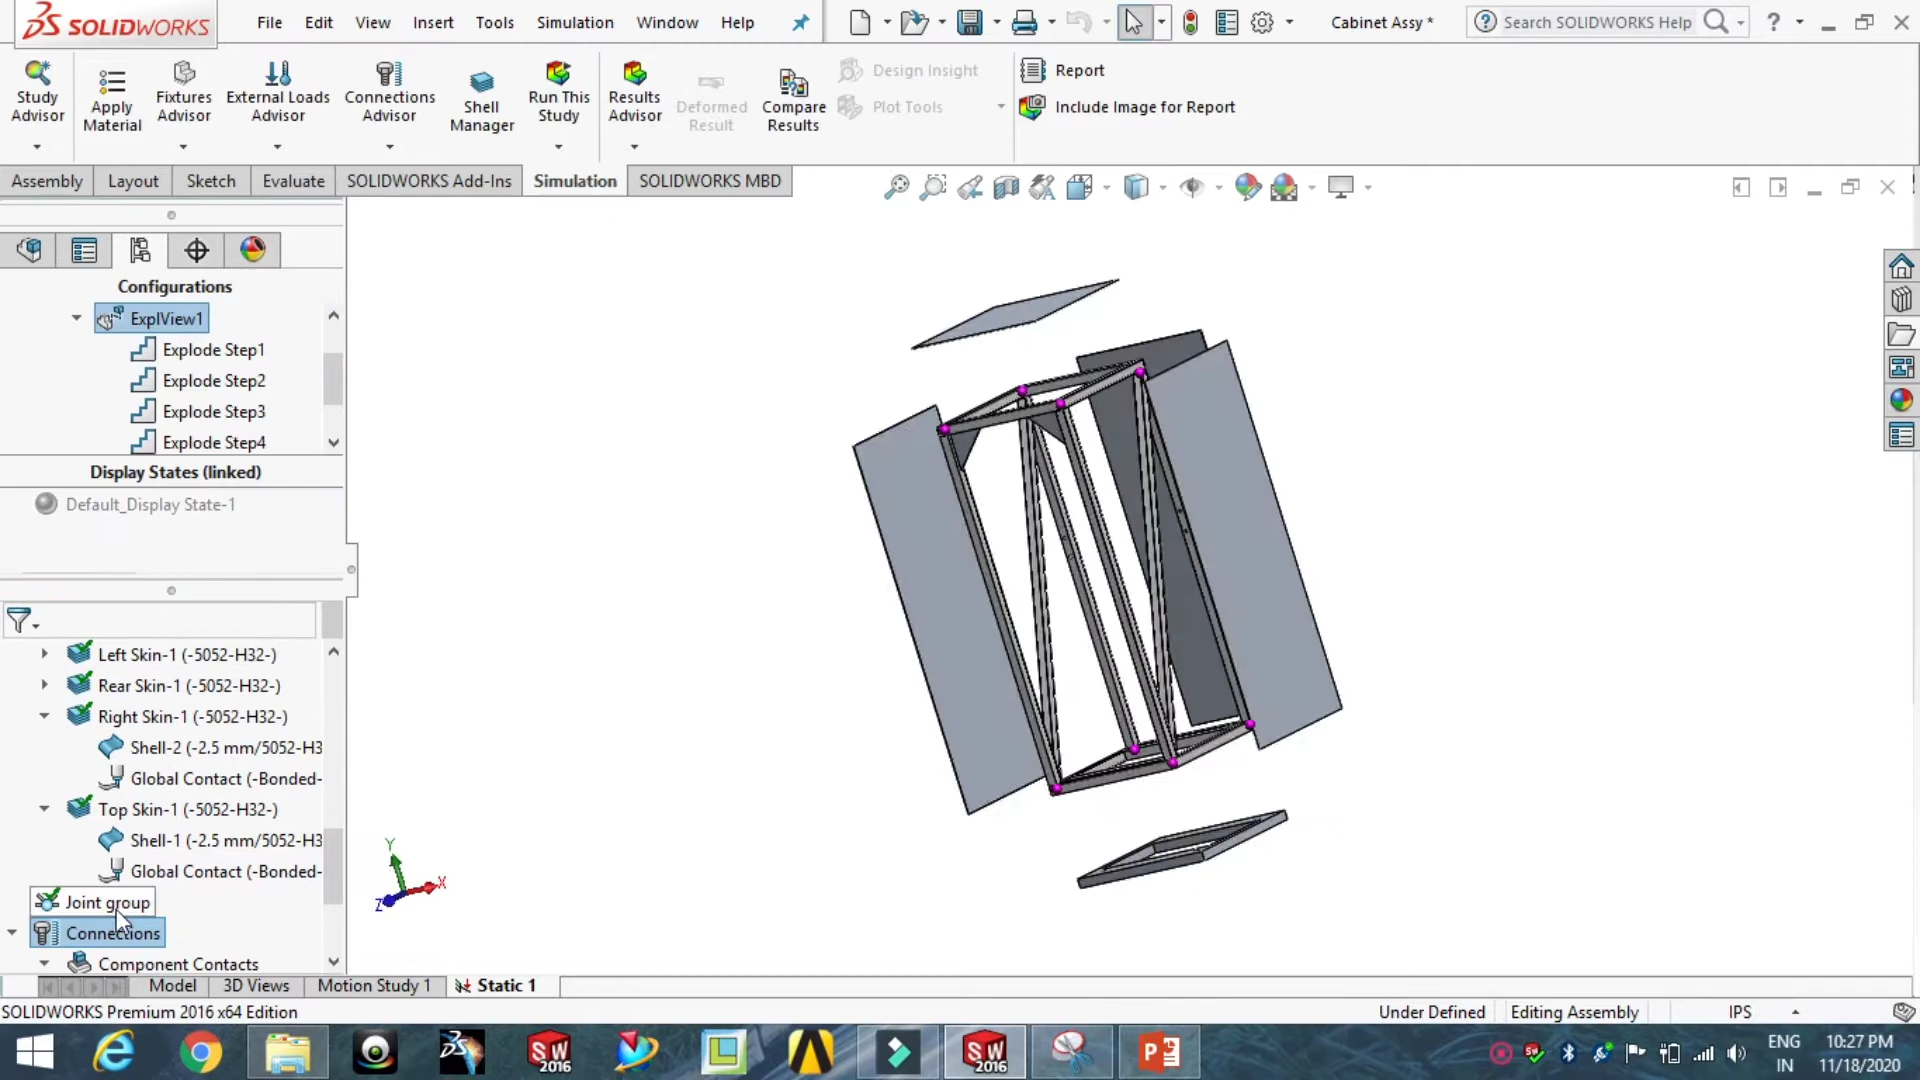 SOLIDWORKS
File
Edit
View
Insert
Tools
Simulation
Window
Help
Cabinet Assy *
Search SOLIDWORKS Help
Study Advisor
Apply Material
Fixtures Advisor
External Loads Advisor
Connections Advisor
Shell Manager
Run This Study
Results Advisor
Deformed Result
Compare Results
Design Insight
Plot Tools
Report
Include Image for Report
Assembly
Layout
Sketch
Evaluate
SOLIDWORKS Add-Ins
Simulation
SOLIDWORKS MBD
Configurations
ExplView1
Explode Step1
Explode Step2
Explode Step3
Explode Step4
Display States (linked)
Default_Display State-1
Left Skin-1 (-5052-H32-)
Rear Skin-1 (-5052-H32-)
Right Skin-1 (-5052-H32-)
Shell-2 (-2.5 mm/5052-H3
Global Contact (-Bonded-
Top Skin-1 (-5052-H32-)
Shell-1 (-2.5 mm/5052-H3
Global Contact (-Bonded-
Joint group
Connections
Component Contacts
Y
X
Z
Model
3D Views
Motion Study 1
Static 1
SOLIDWORKS Premium 2016 x64 Edition
Under Defined
Editing Assembly
IPS
SW
2016
SW
2016
ENG
IN
10:27 PM
11/18/2020